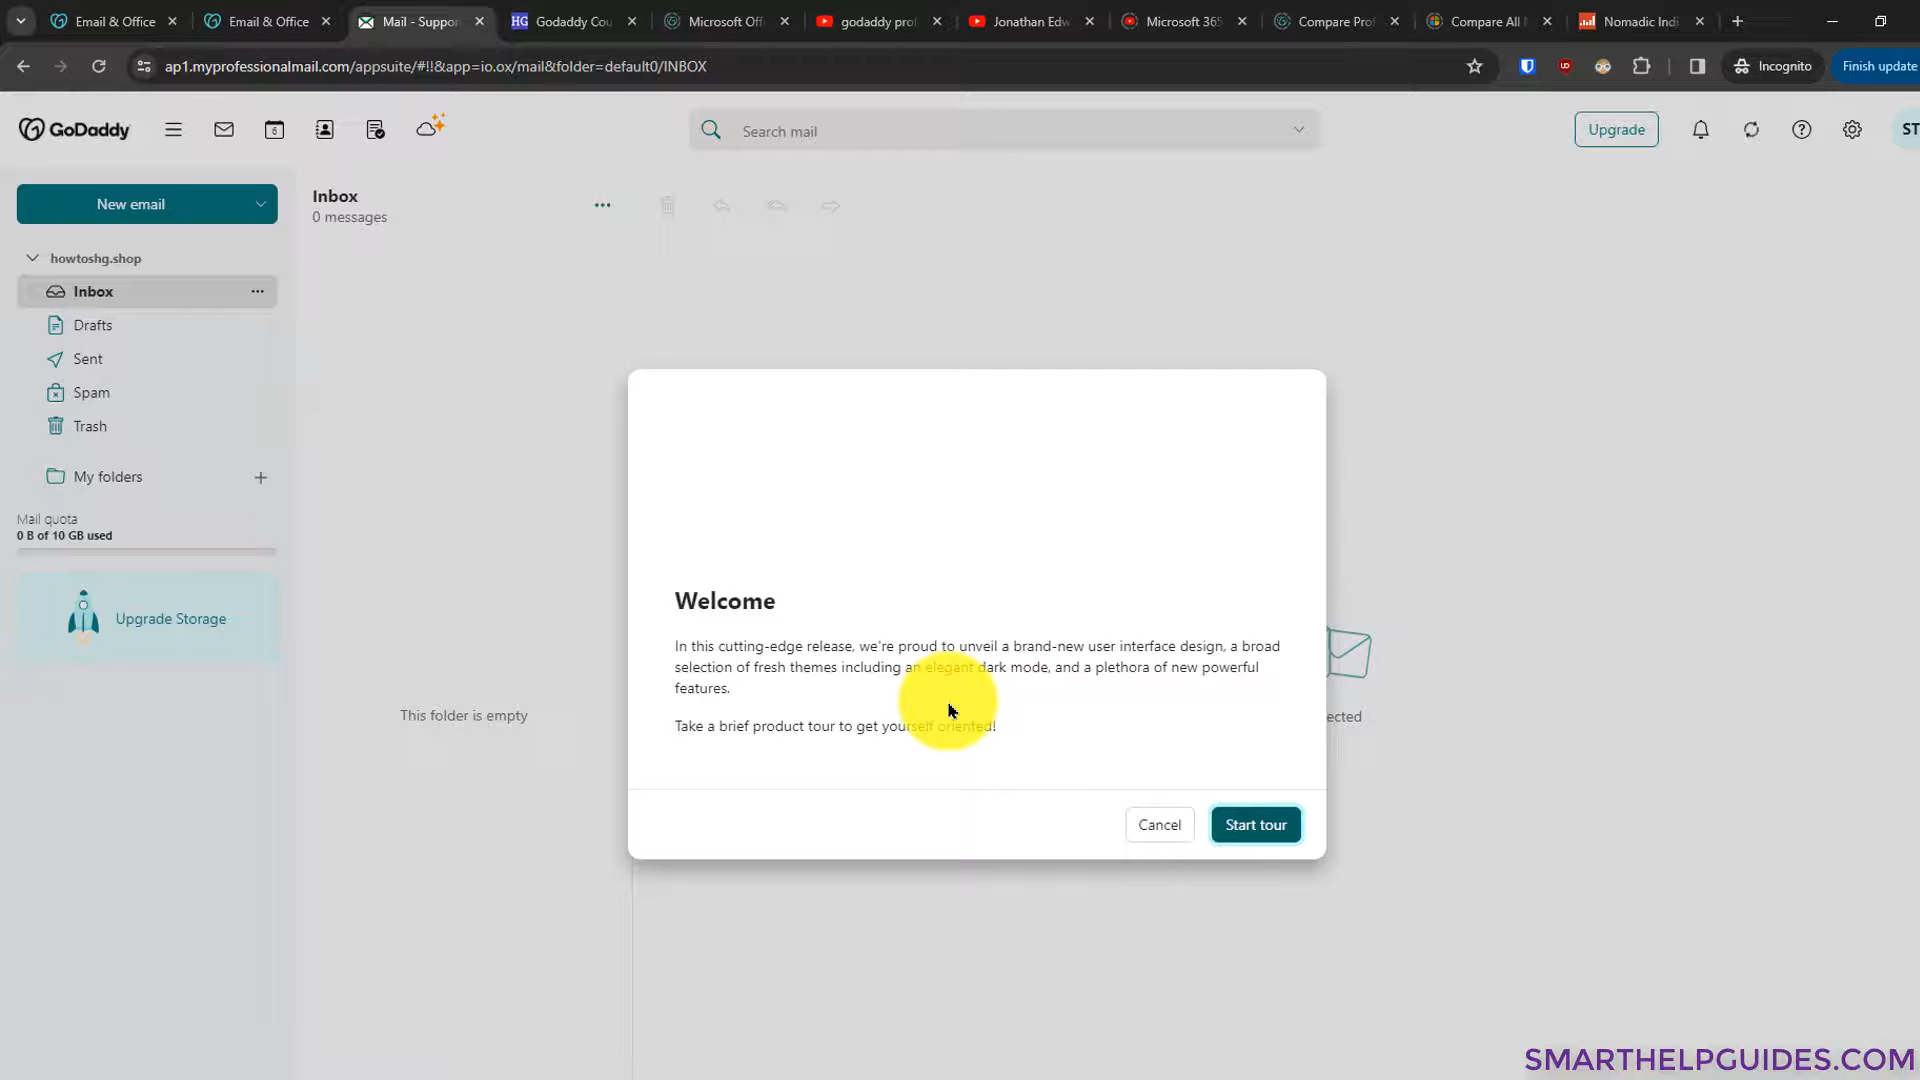 Email & Office
Email & Office
Mail - Suppor
Godaddy Cou
Microsoft Off
godaddy prof
Jonathan Edw
Microsoft 365
Compare Prof
Compare All
Nomadic Indi
ap1.myprofessionalmail.com/appsuite/#!!&app=io.ox/mail&folder=default0/INBOX
Incognito
Finish update
GoDaddy
6
Search mail
Upgrade
ST
New email
Inbox
0 messages
howtoshg.shop
Inbox
Drafts
Sent
Spam
Trash
My folders
Mail quota
0 B of 10 GB used
Upgrade Storage
This folder is empty
ected
Welcome
In this cutting-edge release, we're proud to unveil a brand-new user interface design, a broad
selection of fresh themes including an elegant dark mode, and a plethora of new powerful
features.
Take a brief product tour to get yourself oriented!
Cancel
Start tour
SMARTHELPGUIDES.COM